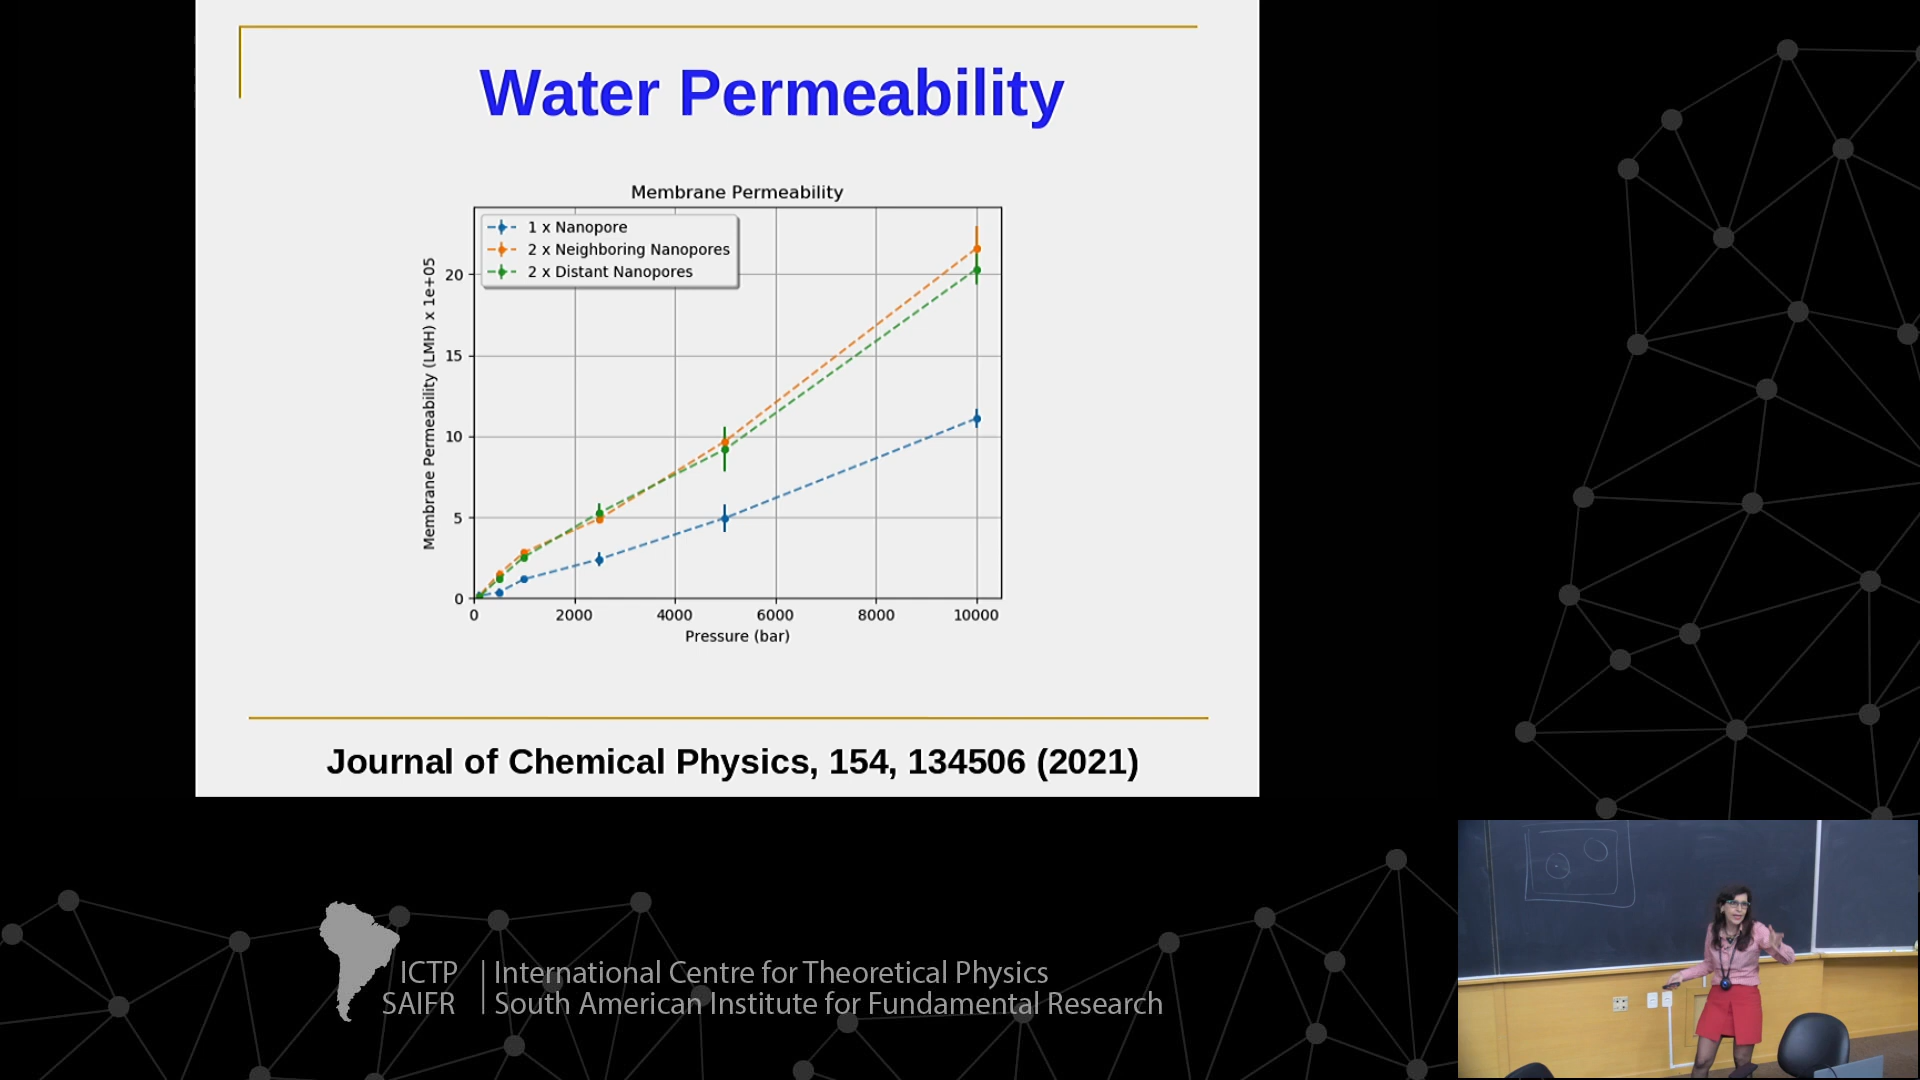 Water Permeability
Membrane Permeability
1 x Nanopore
2 x Neighboring Nanopores
2 x Distant Nanopores
Membrane Permeability (LMH) x 1e+05
20
15
10
5
0
0 2000 4000 6000 8000 10000
Pressure (bar)
Journal of Chemical Physics, 154, 134506 (2021)
ICTP International Centre for Theoretical Physics
SAIFR South American Institute for Fundamental Research